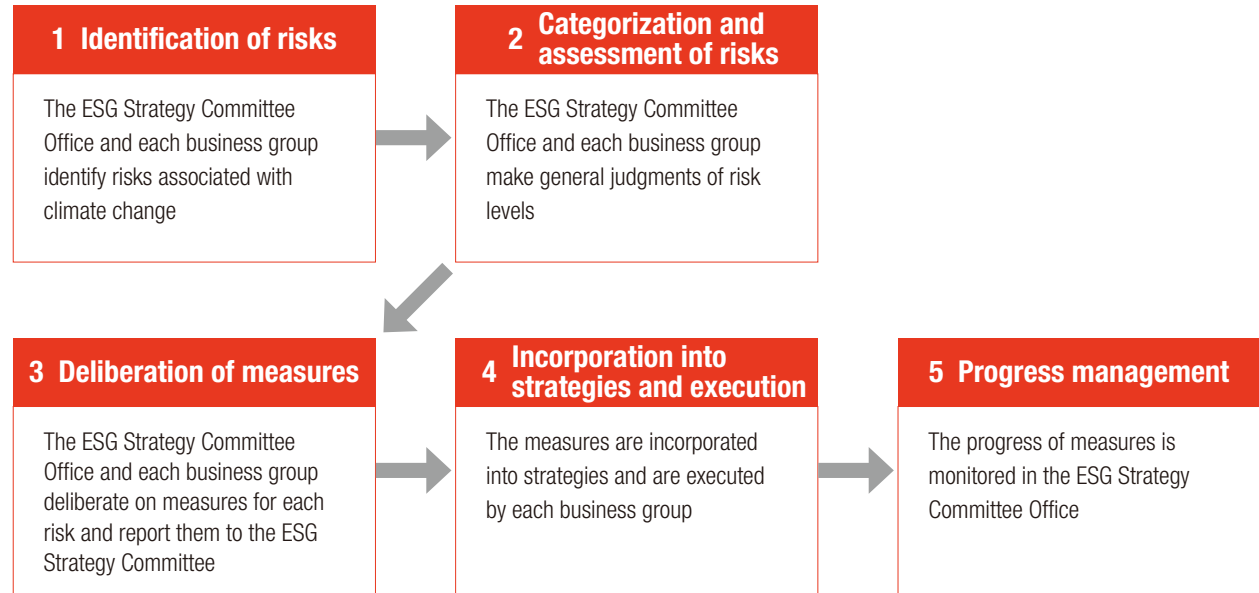 1 Identification of risks
The ESG Strategy Committee
Office and each business group
identify risks associated with
climate change
2 Categorization and
assessment of risks
The ESG Strategy Committee
Office and each business group
make general judgments of risk
levels
3 Deliberation of measures
The ESG Strategy Committee
Office and each business group
deliberate on measures for each
risk and report them to the ESG
Strategy Committee
4 Incorporation into
strategies and execution
The measures are incorporated
into strategies and are executed
by each business group
5 Progress management
The progress of measures is
monitored in the ESG Strategy
Committee Office